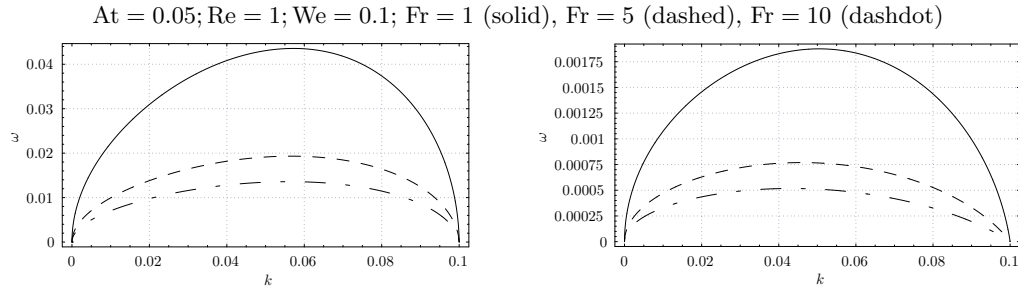 At = 0.05; Re = 1; We = 0.1; Fr = 1 (solid), Fr = 5 (dashed), Fr = 10 (dashdot)
0.04
0.03
0.02
0.01
0
ω
0 0.02 0.04 0.06 0.08 0.1
k
0.00175
0.0015
0.00125
0.001
0.00075
0.0005
0.00025
0
ω
0 0.02 0.04 0.06 0.08 0.1
k